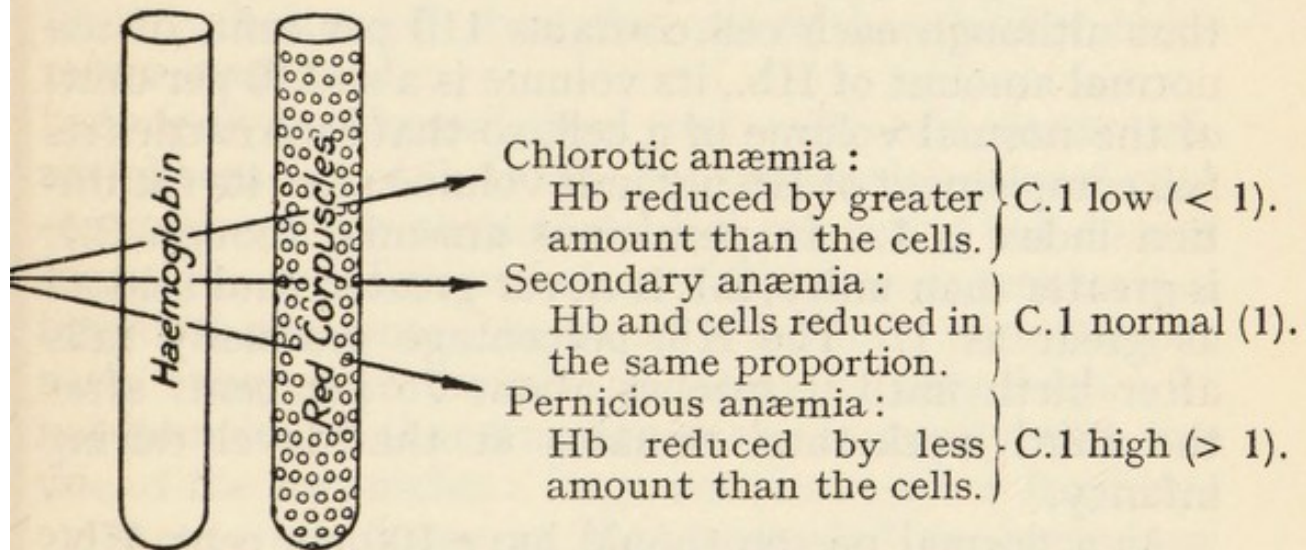 Haemoglobin
Red Corpuscles.
Chlorotic anæmia :
Hb reduced by greater
amount than the cells.
C.1 low (< 1).
Secondary anæmia :
Hb and cells reduced in
the same proportion.
C.1 normal (1).
Pernicious anæmia :
Hb reduced by less
amount than the cells.
C.1 high (> 1).